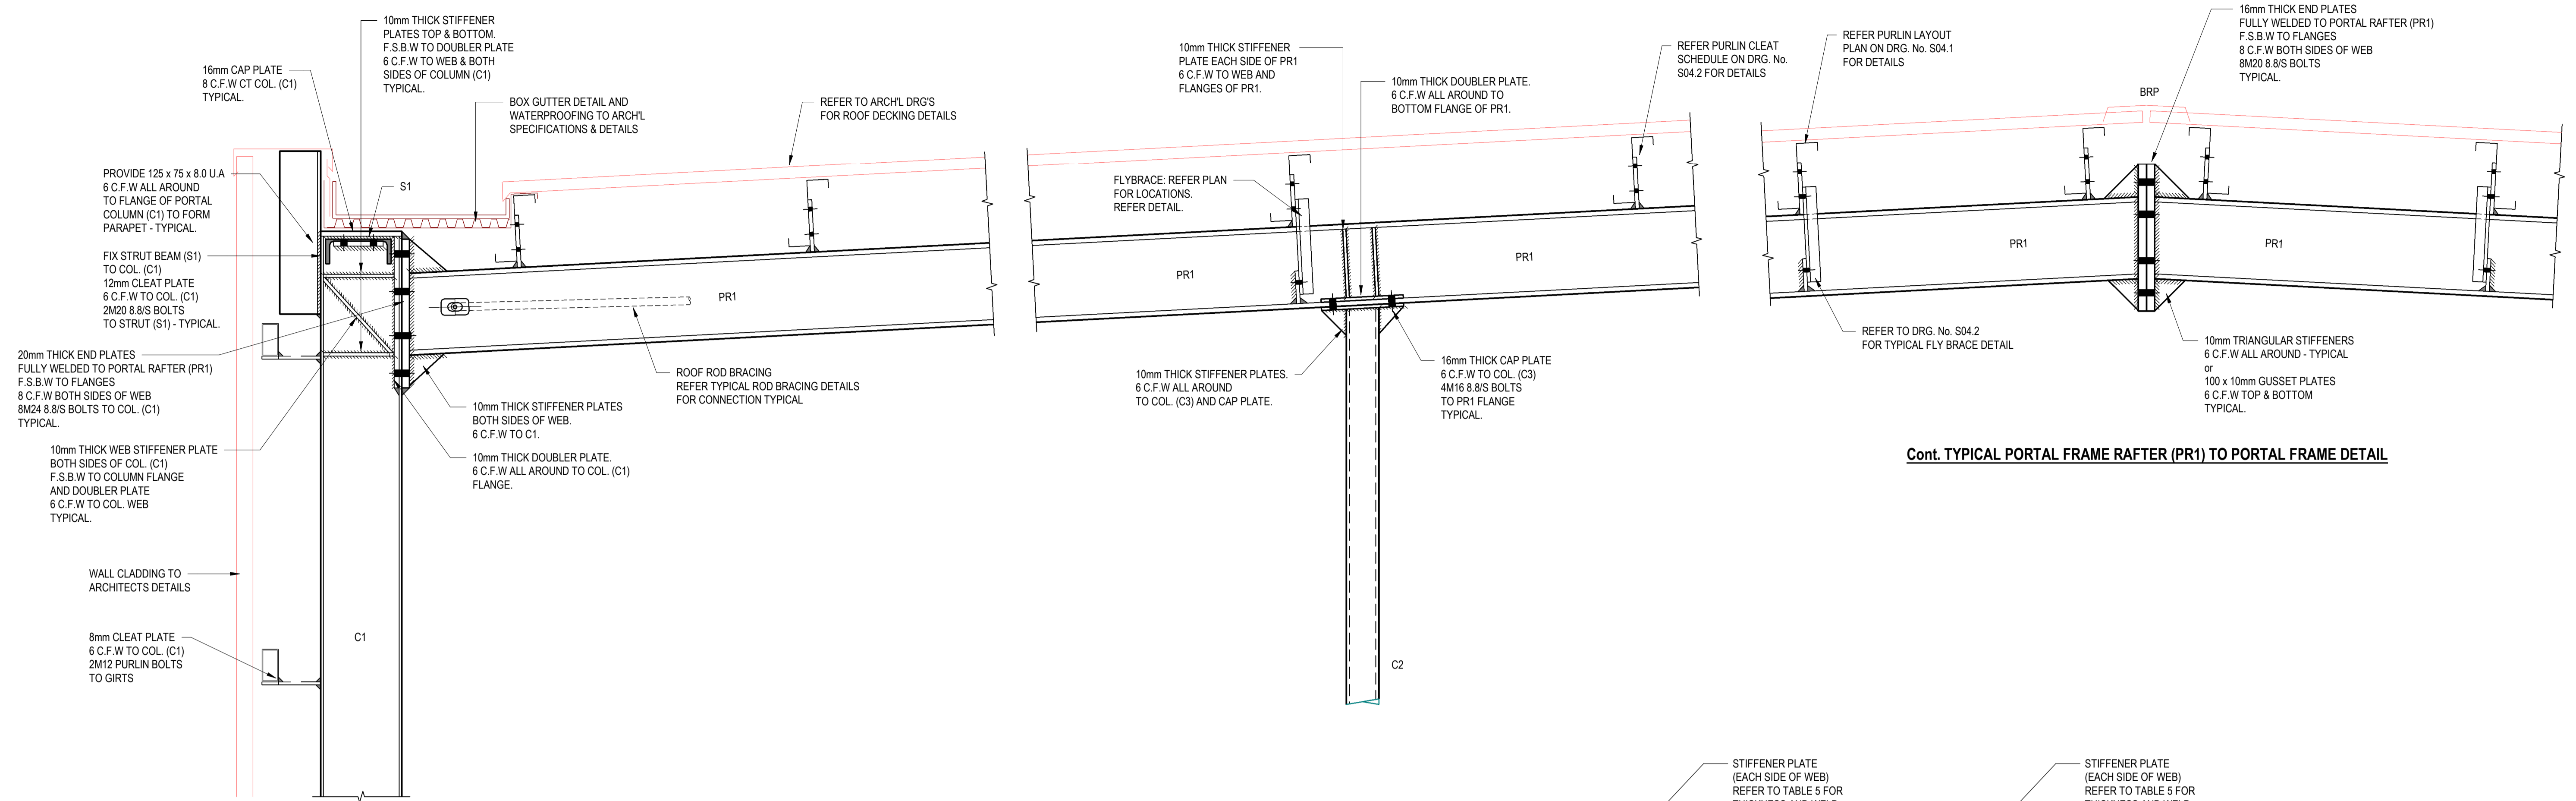 10mm THICK STIFFENER
PLATES TOP & BOTTOM.
F.S.B.W TO DOUBLER PLATE
6 C.F.W TO WEB & BOTH
SIDES OF COLUMN (C1)
TYPICAL.
16mm CAP PLATE
8 C.F.W CT COL. (C1)
TYPICAL.
BOX GUTTER DETAIL AND
WATERPROOFING TO ARCH'L
SPECIFICATIONS & DETAILS
REFER TO ARCH'L DRG'S
FOR ROOF DECKING DETAILS
PROVIDE 125 x 75 x 8.0 U.A
6 C.F.W ALL AROUND
TO FLANGE OF PORTAL
COLUMN (C1) TO FORM
PARAPET - TYPICAL.
S1
FIX STRUT BEAM (S1)
TO COL. (C1)
12mm CLEAT PLATE
6 C.F.W TO COL. (C1)
2M20 8.8/S BOLTS
TO STRUT (S1) - TYPICAL.
20mm THICK END PLATES
FULLY WELDED TO PORTAL RAFTER (PR1)
F.S.B.W TO FLANGES
8 C.F.W BOTH SIDES OF WEB
8M24 8.8/S BOLTS TO COL. (C1)
TYPICAL.
10mm THICK WEB STIFFENER PLATE
BOTH SIDES OF COL. (C1)
F.S.B.W TO COLUMN FLANGE
AND DOUBLER PLATE
6 C.F.W TO COL. WEB
TYPICAL.
WALL CLADDING TO
ARCHITECTS DETAILS
8mm CLEAT PLATE
6 C.F.W TO COL. (C1)
2M12 PURLIN BOLTS
TO GIRTS
C1
PR1
ROOF ROD BRACING
REFER TYPICAL ROD BRACING DETAILS
FOR CONNECTION TYPICAL
10mm THICK STIFFENER PLATES
BOTH SIDES OF WEB.
6 C.F.W TO C1.
10mm THICK DOUBLER PLATE.
6 C.F.W ALL AROUND TO COL. (C1)
FLANGE.
10mm THICK STIFFENER
PLATE EACH SIDE OF PR1
6 C.F.W TO WEB AND
FLANGES OF PR1.
10mm THICK DOUBLER PLATE.
6 C.F.W ALL AROUND TO
BOTTOM FLANGE OF PR1.
REFER PURLIN CLEAT
SCHEDULE ON DRG. No.
S04.2 FOR DETAILS
FLYBRACE: REFER PLAN
FOR LOCATIONS.
REFER DETAIL.
PR1
PR1
10mm THICK STIFFENER PLATES.
6 C.F.W ALL AROUND
TO COL. (C3) AND CAP PLATE.
16mm THICK CAP PLATE
6 C.F.W TO COL. (C3)
4M16 8.8/S BOLTS
TO PR1 FLANGE
TYPICAL.
C2
REFER PURLIN LAYOUT
PLAN ON DRG. No. S04.1
FOR DETAILS
16mm THICK END PLATES
FULLY WELDED TO PORTAL RAFTER (PR1)
F.S.B.W TO FLANGES
8 C.F.W BOTH SIDES OF WEB
8M20 8.8/S BOLTS
TYPICAL.
BRP
PR1
PR1
REFER TO DRG. No. S04.2
FOR TYPICAL FLY BRACE DETAIL
10mm TRIANGULAR STIFFENERS
6 C.F.W ALL AROUND - TYPICAL
or
100 x 10mm GUSSET PLATES
6 C.F.W TOP & BOTTOM
TYPICAL.
Cont. TYPICAL PORTAL FRAME RAFTER (PR1) TO PORTAL FRAME DETAIL
STIFFENER PLATE
(EACH SIDE OF WEB)
REFER TO TABLE 5 FOR
STIFFENER PLATE
(EACH SIDE OF WEB)
REFER TO TABLE 5 FOR